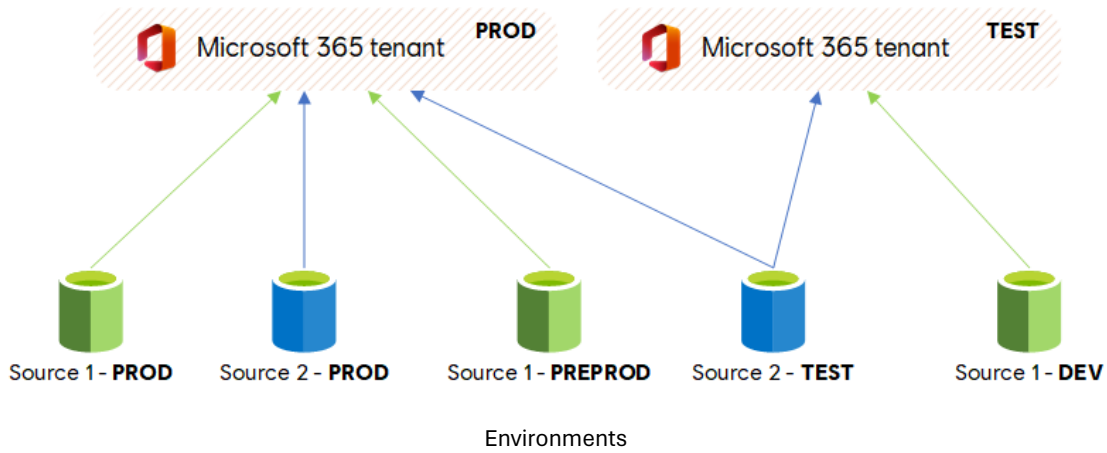 Microsoft 365 tenant PROD
Microsoft 365 tenant TEST
Source 1 - PROD
Source 2 - PROD
Source 1 - PREPROD
Source 2 - TEST
Source 1 - DEV
Environments